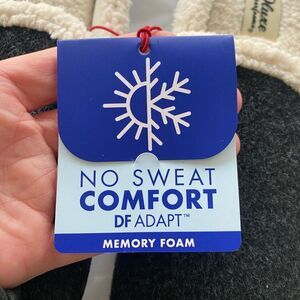 NO SWEAT
COMFORT
DF ADAPT™
MEMORY FOAM